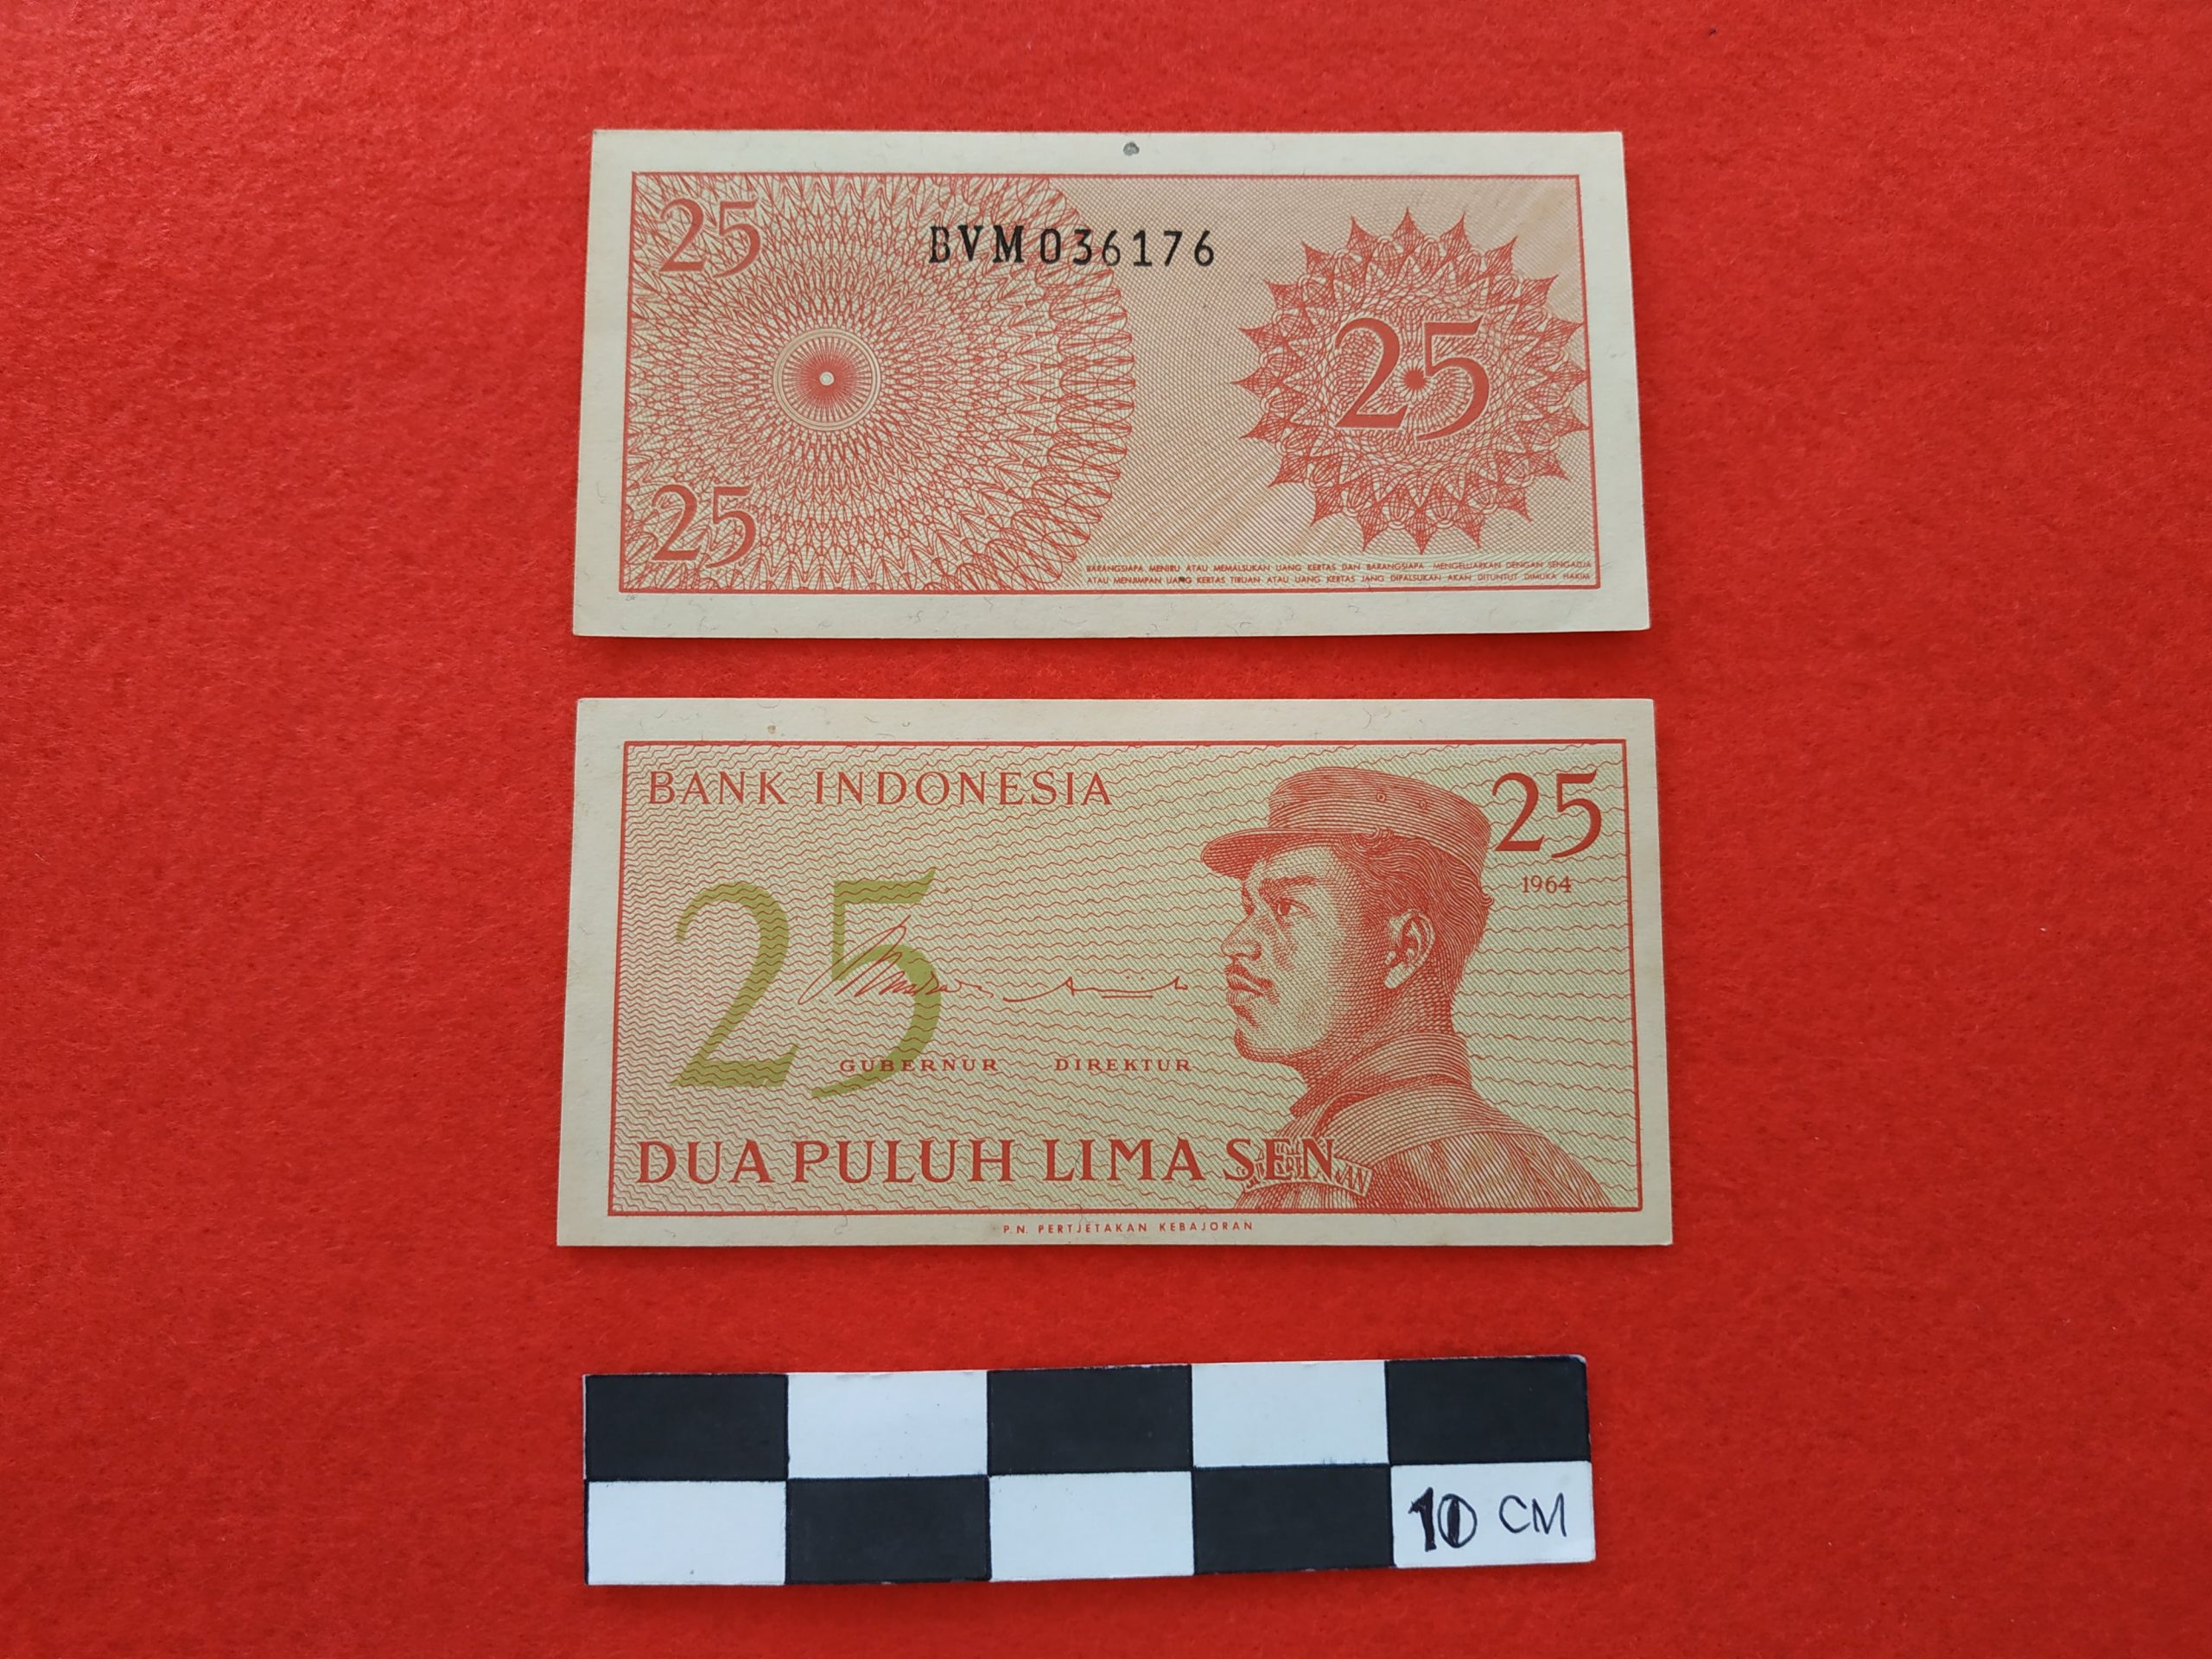 25
BVM036176
25
25
BARANGSIAPA MENIRU ATAU MEMALSUKAN UANG KERTAS DAN BARANGSIAPA MENGELUARKAN DENGAN SENGADJA
ATAU MENJIMPAN UANG KERTAS TIRUAN ATAU UANG KERTAS JANG DIPALSUKAN AKAN DITUNTUT DIMUKA HAKIM
BANK INDONESIA
25
1964
25
GUBERNUR DIREKTUR
DUA PULUH LIMA SEN
P.N. PERTJETAKAN KEBAJORAN
10 CM